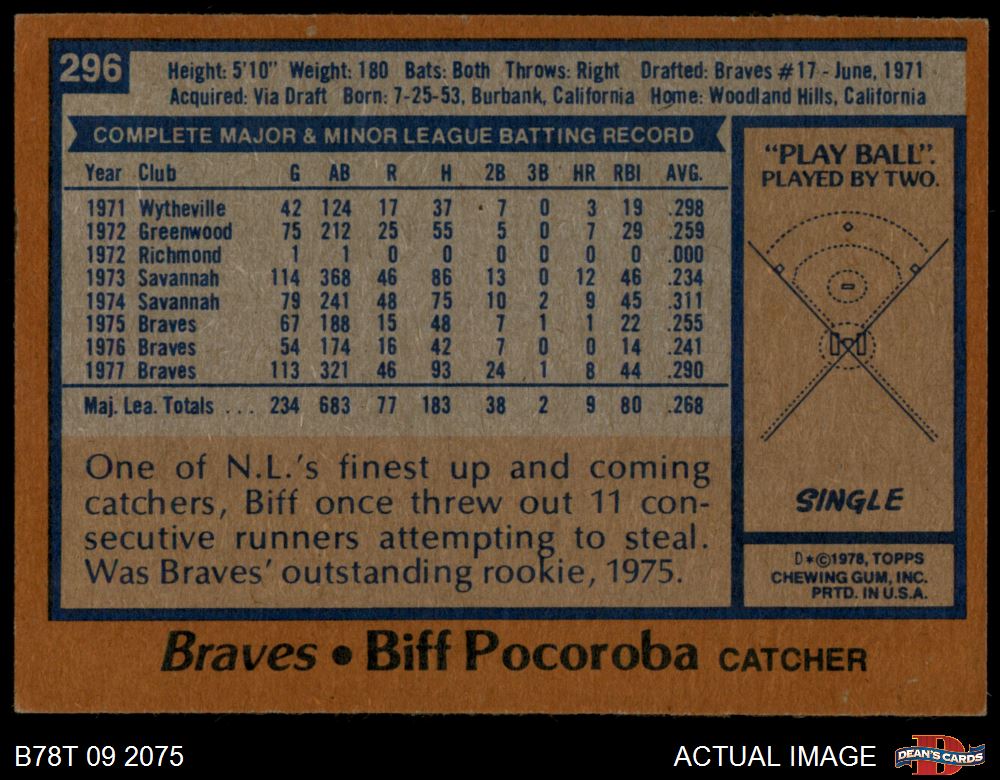 296
Height: 5'10" Weight: 180 Bats: Both Throws: Right Drafted: Braves #17 - June, 1971
Acquired: Via Draft Born: 7-25-53, Burbank, California Home: Woodland Hills, California
COMPLETE MAJOR & MINOR LEAGUE BATTING RECORD
Year Club G AB R H 2B 3B HR RBI AVG.
1971 Wytheville 42 124 17 37 7 0 3 19 .298
1972 Greenwood 75 212 25 55 5 0 7 29 .259
1972 Richmond 1 1 0 0 0 0 0 0 .000
1973 Savannah 114 368 46 86 13 0 12 46 .234
1974 Savannah 79 241 48 75 10 2 9 45 .311
1975 Braves 67 188 15 48 7 1 1 22 .255
1976 Braves 54 174 16 42 7 0 0 14 .241
1977 Braves 113 321 46 93 24 1 8 44 .290
Maj. Lea. Totals . . . 234 683 77 183 38 2 9 80 .268
One of N.L.'s finest up and coming
catchers, Biff once threw out 11 con-
secutive runners attempting to steal.
Was Braves' outstanding rookie, 1975.
"PLAY BALL".
PLAYED BY TWO.
SINGLE
D*©1978, TOPPS
CHEWING GUM, INC.
PRTD. IN U.S.A.
Braves • Biff Pocoroba CATCHER
B78T 09 2075
ACTUAL IMAGE
D
DEAN'S CARDS